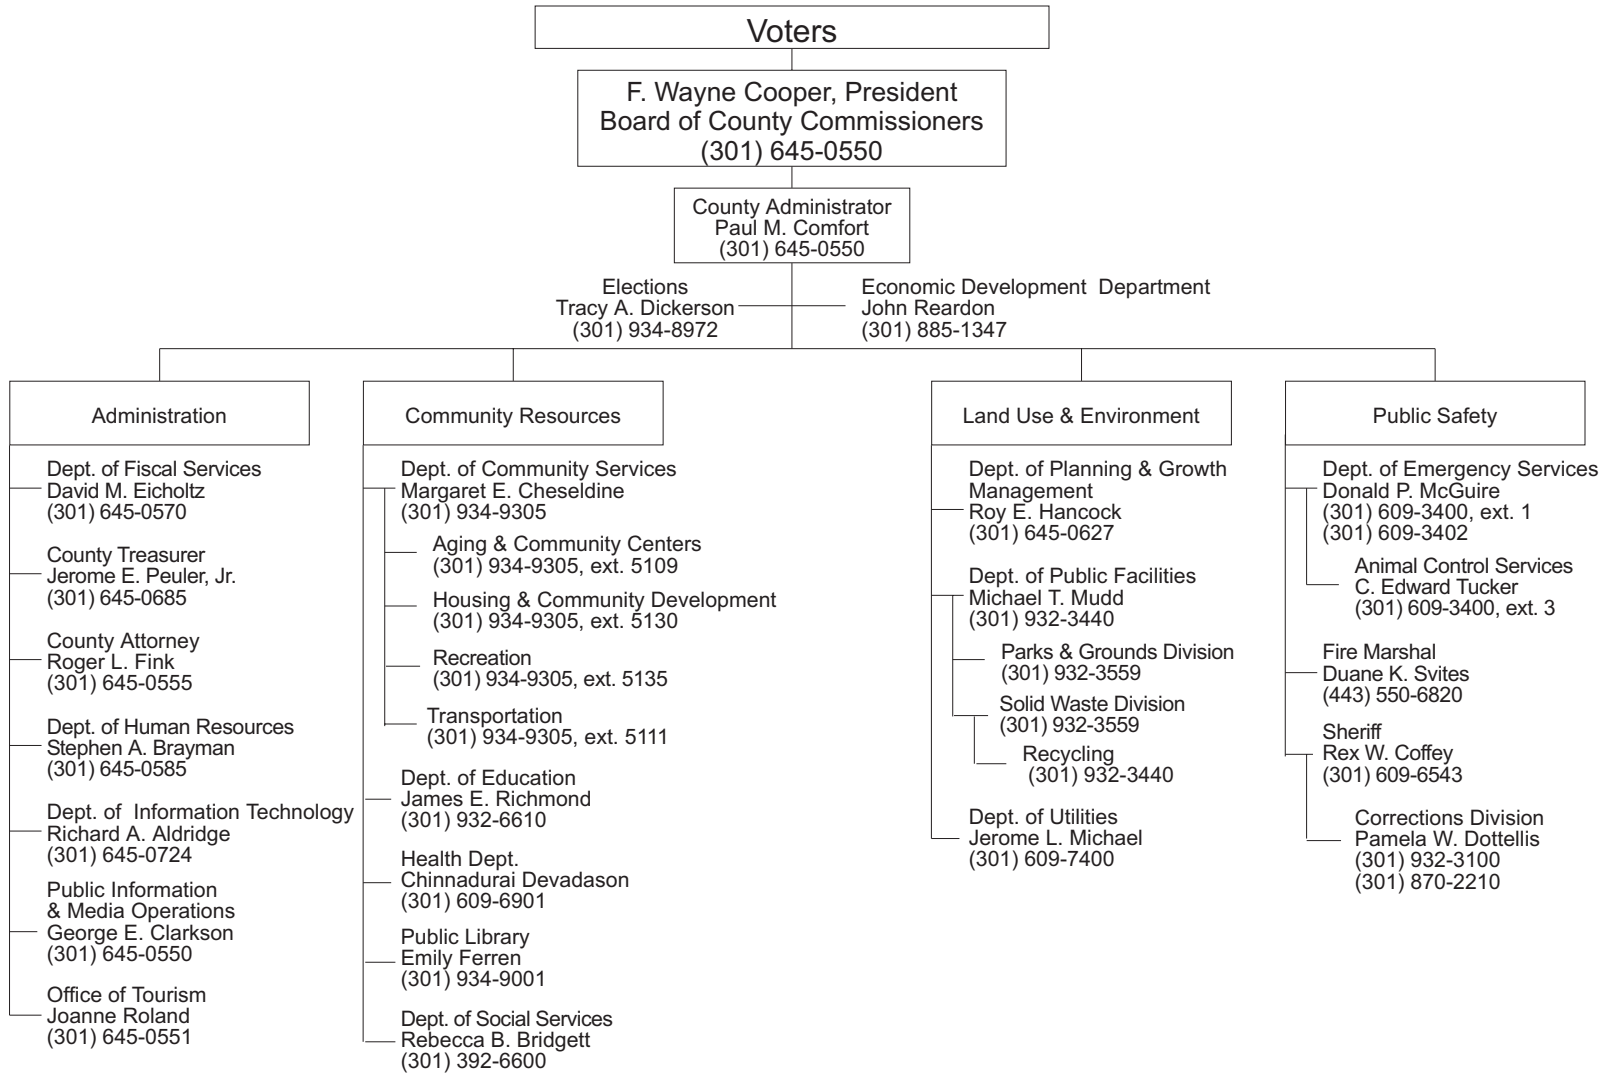 Voters
F. Wayne Cooper, President
Board of County Commissioners
(301) 645-0550
County Administrator
Paul M. Comfort
(301) 645-0550
Elections
Tracy A. Dickerson
(301) 934-8972
Economic Development Department
John Reardon
(301) 885-1347
Administration
Dept. of Fiscal Services
David M. Eicholtz
(301) 645-0570
County Treasurer
Jerome E. Peuler, Jr.
(301) 645-0685
County Attorney
Roger L. Fink
(301) 645-0555
Dept. of Human Resources
Stephen A. Brayman
(301) 645-0585
Dept. of Information Technology
Richard A. Aldridge
(301) 645-0724
Public Information
& Media Operations
George E. Clarkson
(301) 645-0550
Office of Tourism
Joanne Roland
(301) 645-0551
Community Resources
Dept. of Community Services
Margaret E. Cheseldine
(301) 934-9305
Aging & Community Centers
(301) 934-9305, ext. 5109
Housing & Community Development
(301) 934-9305, ext. 5130
Recreation
(301) 934-9305, ext. 5135
Transportation
(301) 934-9305, ext. 5111
Dept. of Education
James E. Richmond
(301) 932-6610
Health Dept.
Chinnadurai Devadason
(301) 609-6901
Public Library
Emily Ferren
(301) 934-9001
Dept. of Social Services
Rebecca B. Bridgett
(301) 392-6600
Land Use & Environment
Dept. of Planning & Growth
Management
Roy E. Hancock
(301) 645-0627
Dept. of Public Facilities
Michael T. Mudd
(301) 932-3440
Parks & Grounds Division
(301) 932-3559
Solid Waste Division
(301) 932-3559
Recycling
(301) 932-3440
Dept. of Utilities
Jerome L. Michael
(301) 609-7400
Public Safety
Dept. of Emergency Services
Donald P. McGuire
(301) 609-3400, ext. 1
(301) 609-3402
Animal Control Services
C. Edward Tucker
(301) 609-3400, ext. 3
Fire Marshal
Duane K. Svites
(443) 550-6820
Sheriff
Rex W. Coffey
(301) 609-6543
Corrections Division
Pamela W. Dottellis
(301) 932-3100
(301) 870-2210